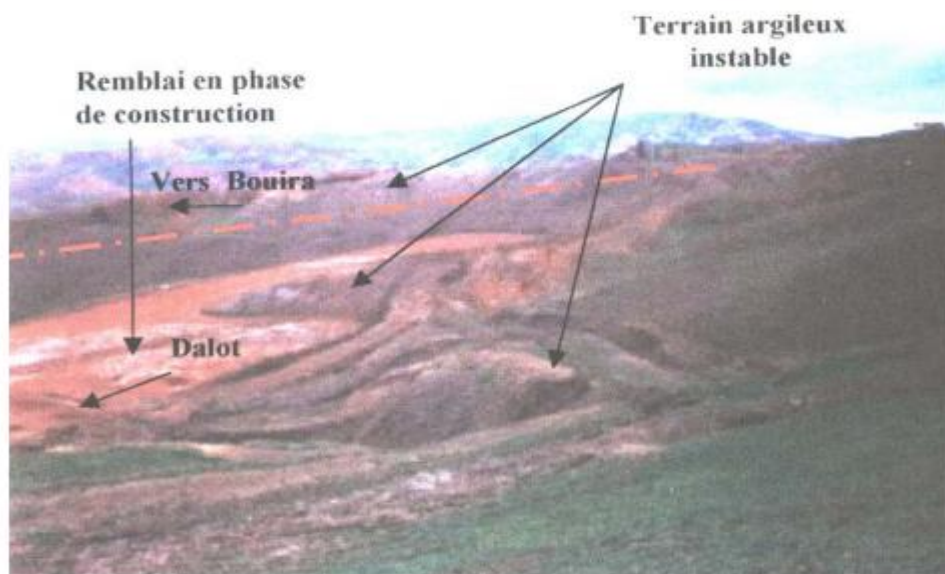 Terrain argileux
instable
Remblai en phase
de construction
Vers Bouira
Dalot